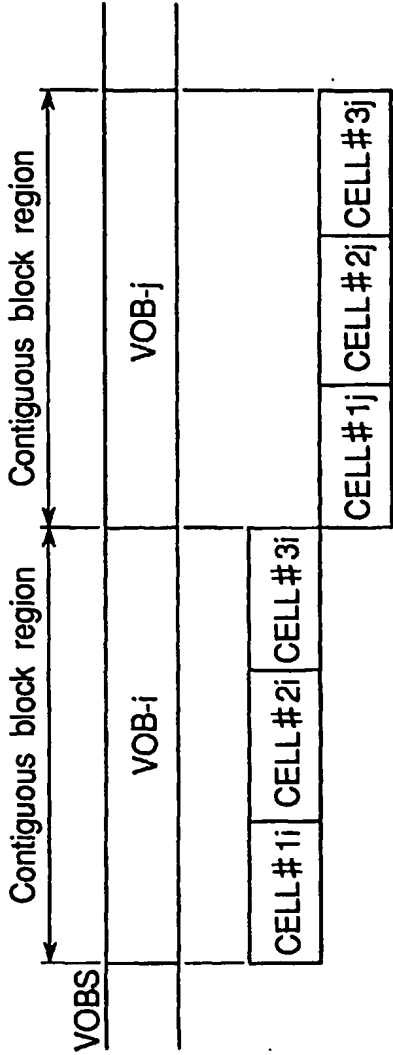 Contiguous block region Contiguous block region
VOBS
VOB-i VOB-j
CELL#1i CELL#2i CELL#3i
CELL#1j CELL#2j CELL#3j